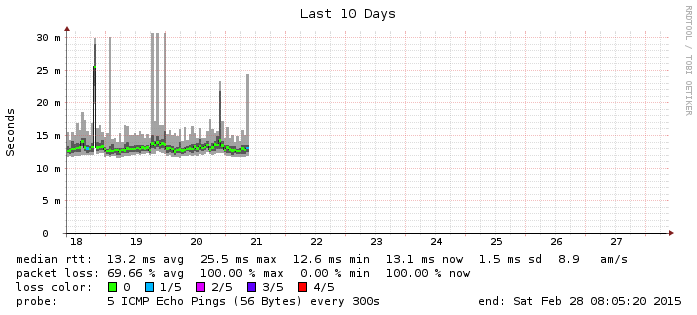 Last 10 Days
RRDTOOL / TOBI OETIKER
Seconds
30 m
25 m
20 m
15 m
10 m
5 m
0
18 19 20 21 22 23 24 25 26 27
median rtt: 13.2 ms avg 25.5 ms max 12.6 ms min 13.1 ms now 1.5 ms sd 8.9 am/s
packet loss: 69.66 % avg 100.00 % max 0.00 % min 100.00 % now
loss color: 0 1/5 2/5 3/5 4/5
probe: 5 ICMP Echo Pings (56 Bytes) every 300s end: Sat Feb 28 08:05:20 2015